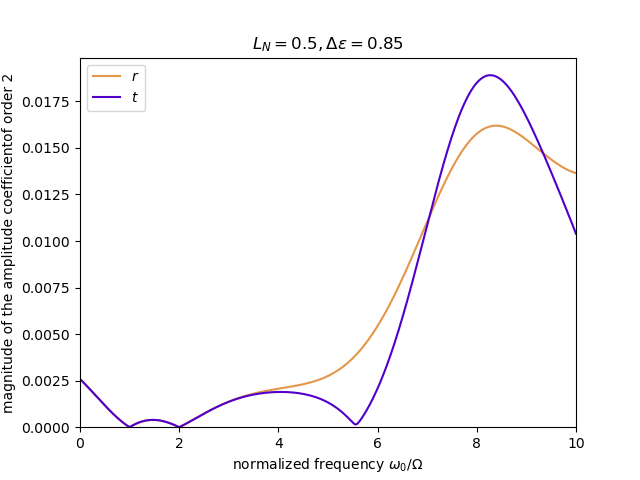 L_N = 0.5, Δε = 0.85
magnitude of the amplitude coefficientof order 2
0.0175
0.0150
0.0125
0.0100
0.0075
0.0050
0.0025
0.0000
r
t
0 2 4 6 8 10
normalized frequency ω₀/Ω